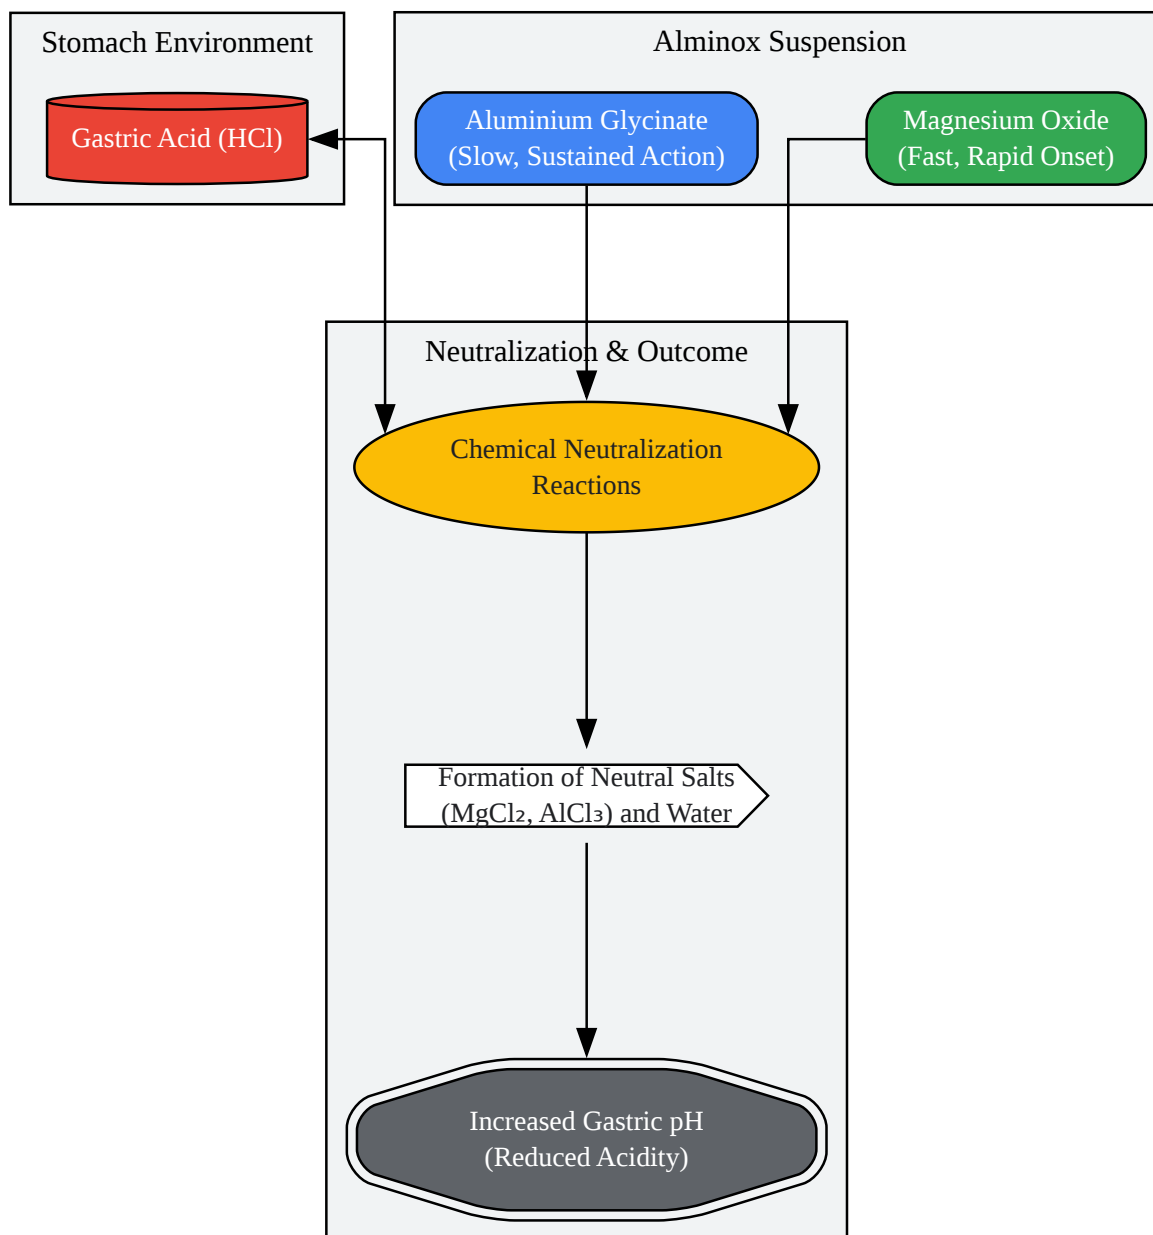 Stomach Environment
Gastric Acid (HCl)
Alminox Suspension
Aluminium Glycinate
(Slow, Sustained Action)
Magnesium Oxide
(Fast, Rapid Onset)
Neutralization & Outcome
Chemical Neutralization
Reactions
Formation of Neutral Salts
(MgCl₂, AlCl₃) and Water
Increased Gastric pH
(Reduced Acidity)